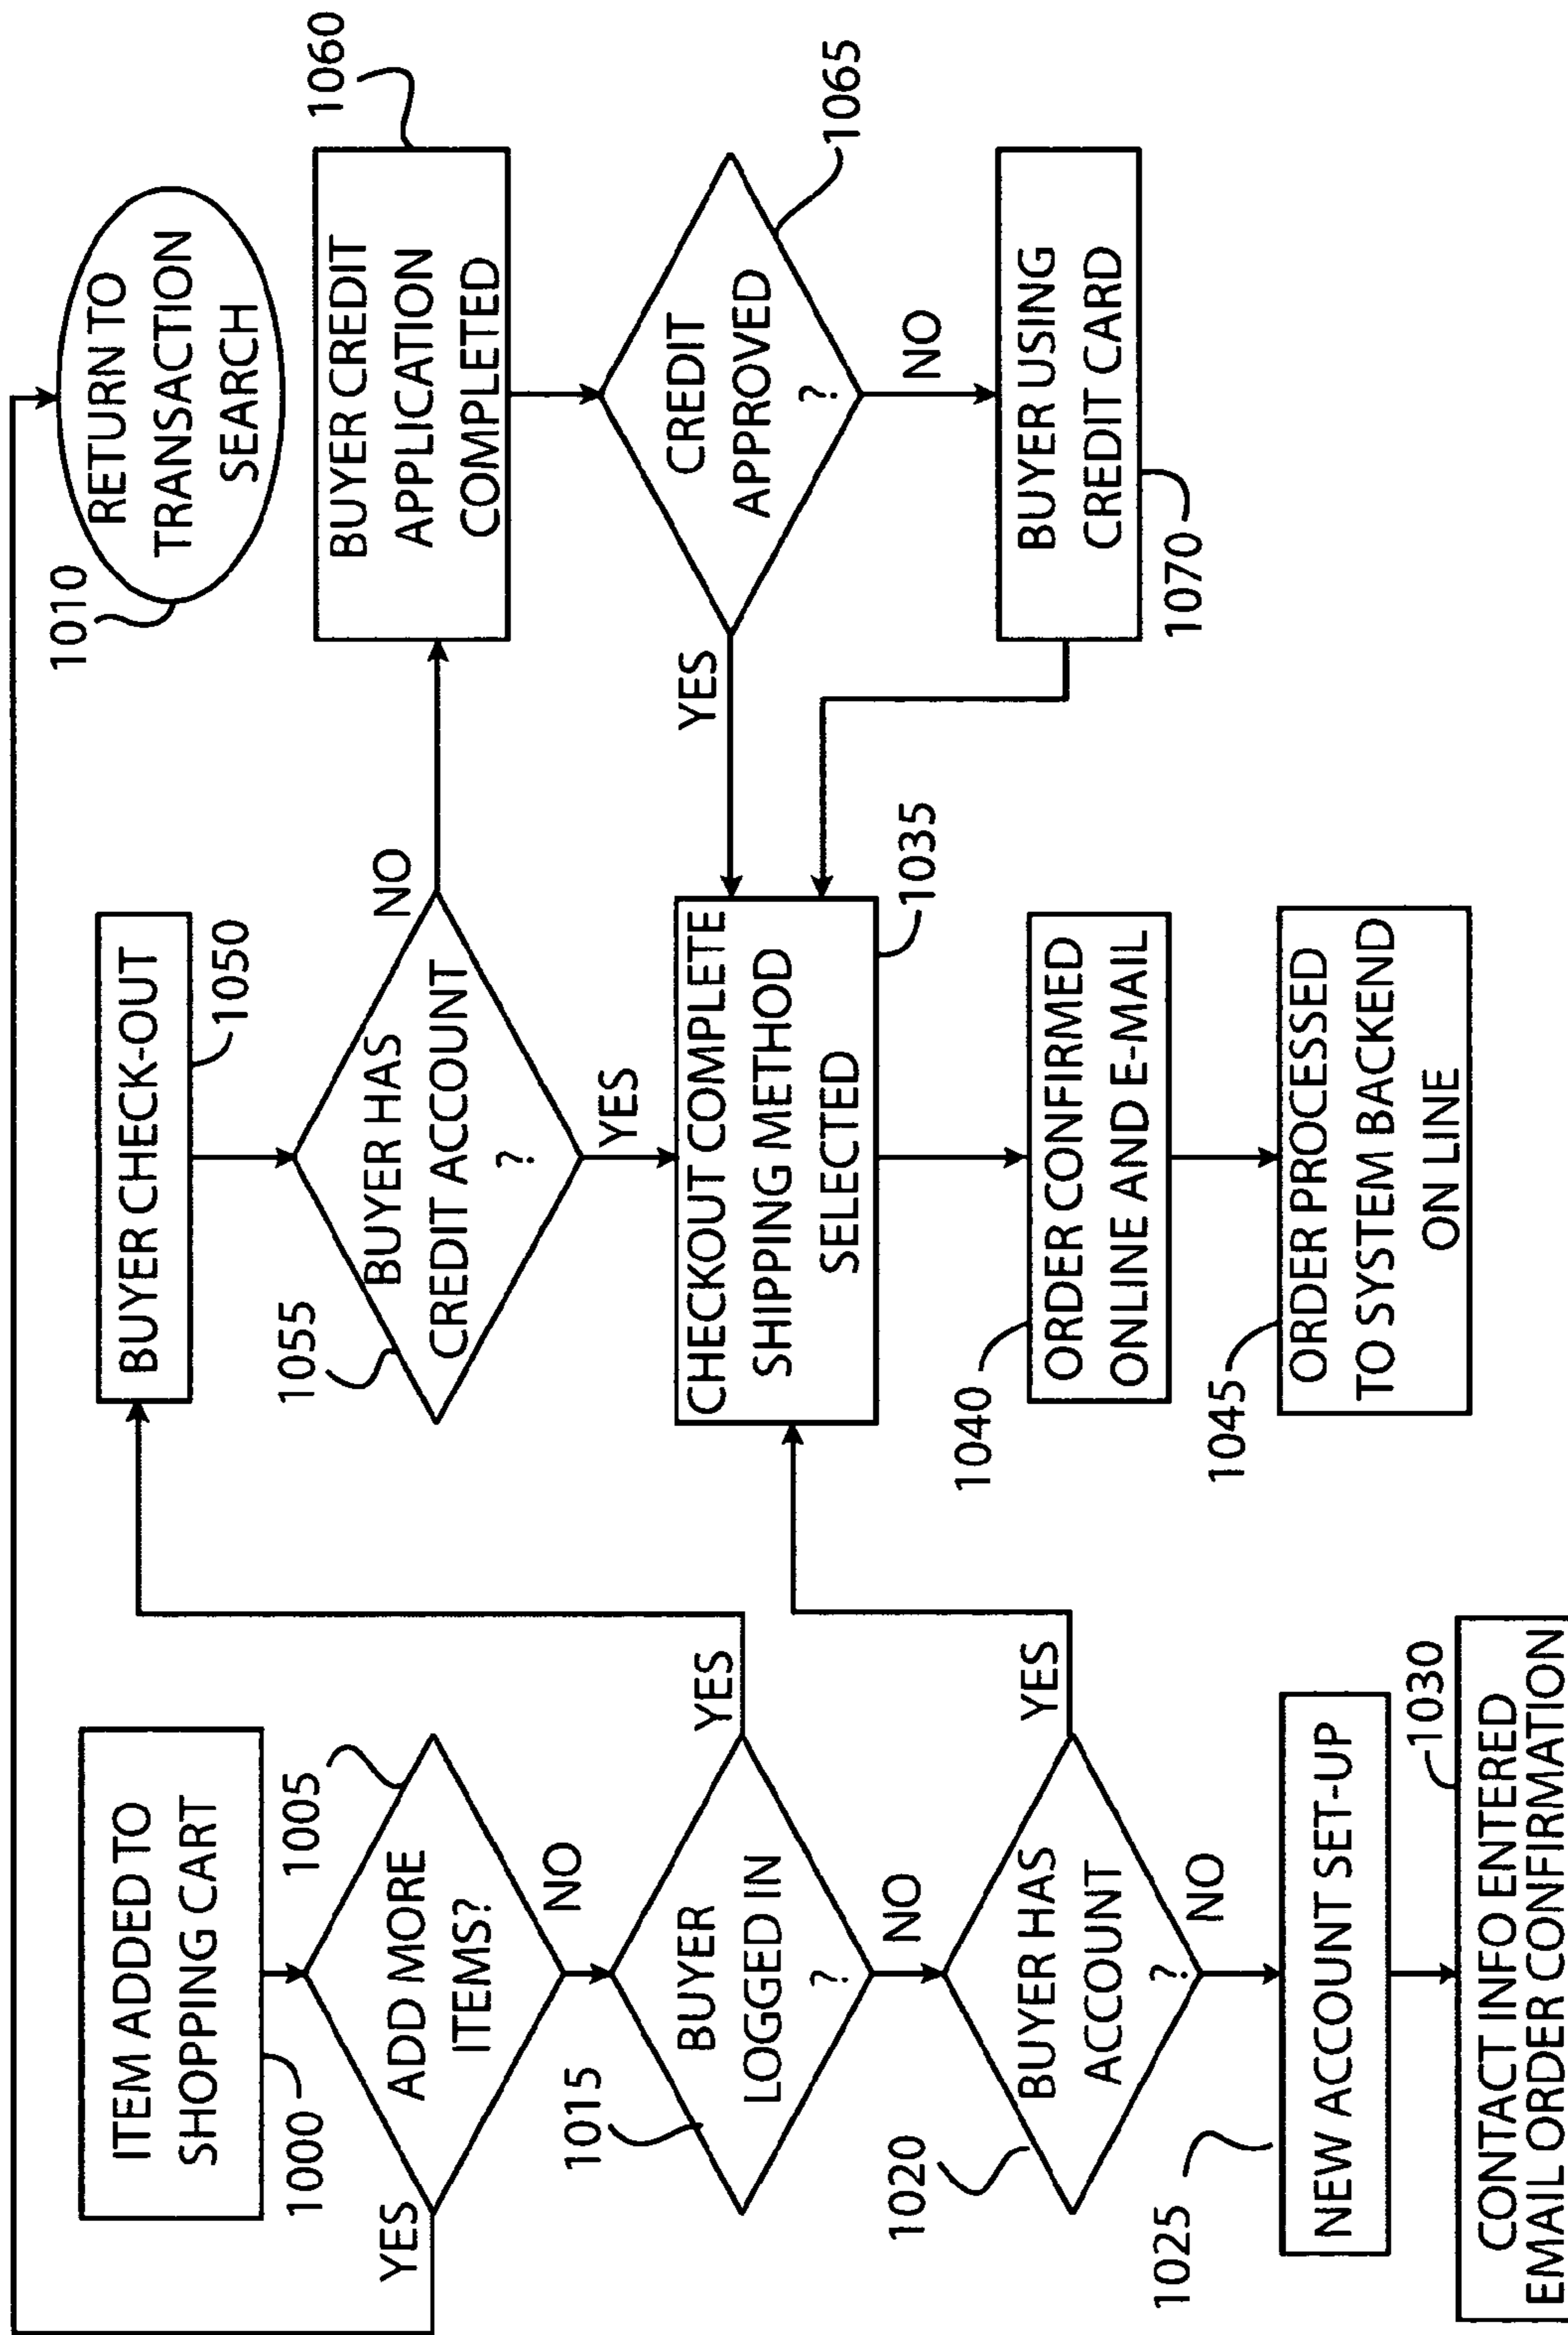 ITEM ADDED TO
SHOPPING CART
1000
ADD MORE
ITEMS?
1005
YES
NO
BUYER
LOGGED IN
?
1015
YES
NO
BUYER HAS
ACCOUNT
?
1020
YES
NO
NEW ACCOUNT SET-UP
1025
CONTACT INFO ENTERED
EMAIL ORDER CONFIRMATION
1030
BUYER CHECK-OUT
1050
BUYER HAS
CREDIT ACCOUNT
?
1055
NO
YES
CHECKOUT COMPLETE
SHIPPING METHOD
SELECTED
1035
ORDER CONFIRMED
ONLINE AND E-MAIL
1040
ORDER PROCESSED
TO SYSTEM BACKEND
ON LINE
1045
RETURN TO
TRANSACTION
SEARCH
1010
BUYER CREDIT
APPLICATION
COMPLETED
1060
CREDIT
APPROVED
?
1065
YES
NO
BUYER USING
CREDIT CARD
1070